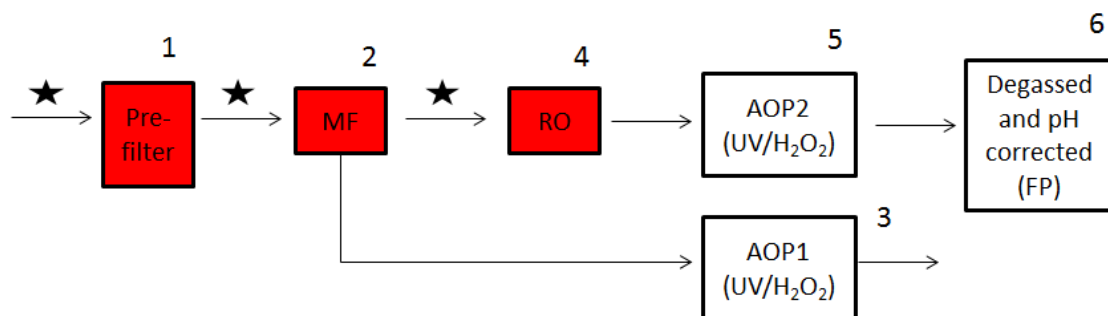 1
Pre-
filter
2
MF
4
RO
5
AOP2
(UV/H₂O₂)
6
Degassed
and pH
corrected
(FP)
3
AOP1
(UV/H₂O₂)